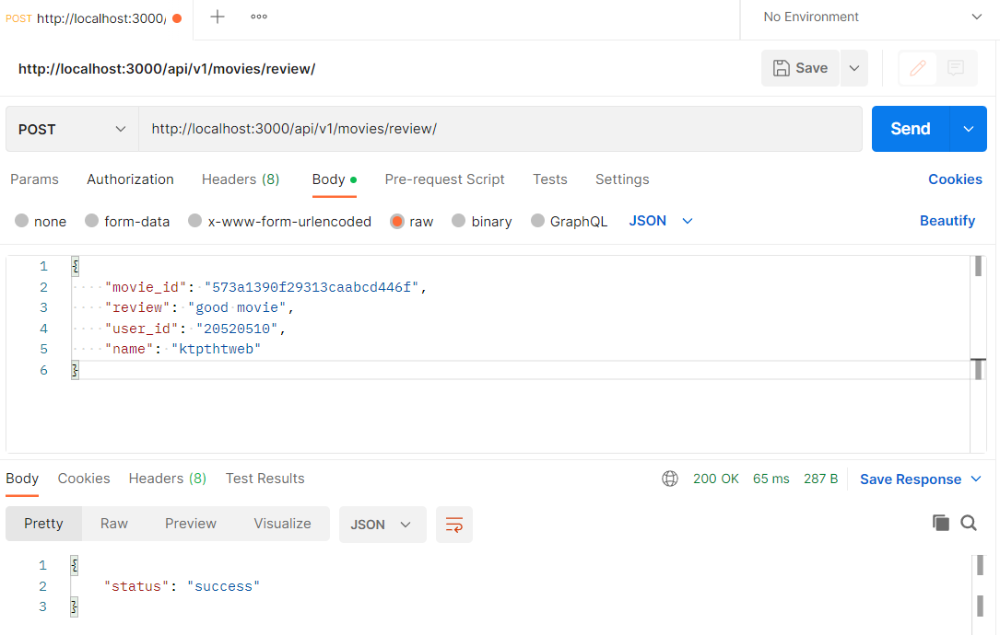 POST http://localhost:3000/ No Environment
http://localhost:3000/api/v1/movies/review/ Save
POST http://localhost:3000/api/v1/movies/review/ Send
Params Authorization Headers (8) Body Pre-request Script Tests Settings Cookies
none form-data x-www-form-urlencoded raw binary GraphQL JSON Beautify
1 {
2 "movie_id": "573a1390f29313caabcd446f",
3 "review": "good movie",
4 "user_id": "20520510",
5 "name": "ktpthtweb"
6 }
Body Cookies Headers (8) Test Results 200 OK 65 ms 287 B Save Response
Pretty Raw Preview Visualize JSON
1 {
2 "status": "success"
3 }